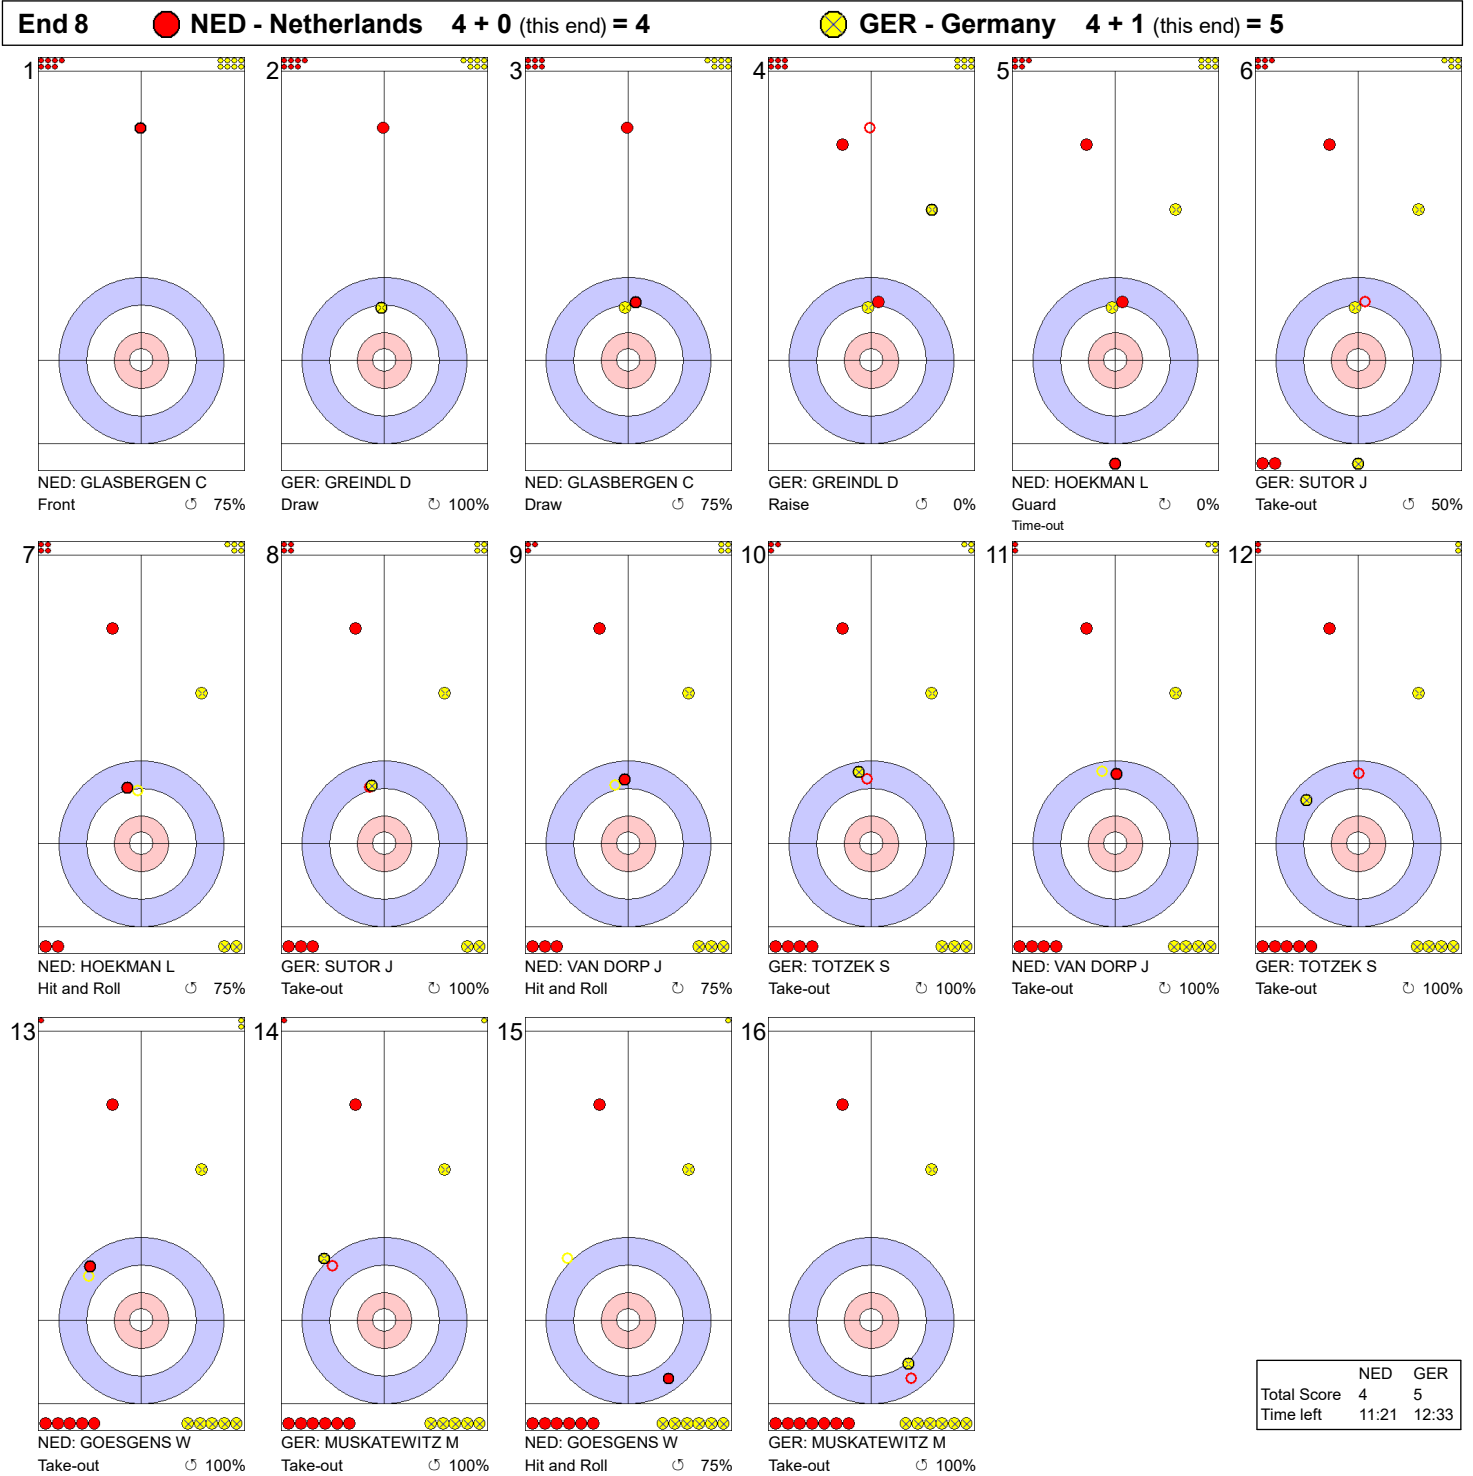 End 8 NED - Netherlands 4 + 0 (this end) = 4 GER - Germany 4 + 1 (this end) = 5
1
NED: GLASBERGEN C
Front ↺ 75%
2
GER: GREINDL D
Draw ↻ 100%
3
NED: GLASBERGEN C
Draw ↺ 75%
4
GER: GREINDL D
Raise ↺ 0%
5
NED: HOEKMAN L
Guard ↻ 0%
Time-out
6
GER: SUTOR J
Take-out ↺ 50%
7
NED: HOEKMAN L
Hit and Roll ↺ 75%
8
GER: SUTOR J
Take-out ↻ 100%
9
NED: VAN DORP J
Hit and Roll ↻ 75%
10
GER: TOTZEK S
Take-out ↻ 100%
11
NED: VAN DORP J
Take-out ↻ 100%
12
GER: TOTZEK S
Take-out ↻ 100%
13
NED: GOESGENS W
Take-out ↺ 100%
14
GER: MUSKATEWITZ M
Take-out ↺ 100%
15
NED: GOESGENS W
Hit and Roll ↺ 75%
16
GER: MUSKATEWITZ M
Take-out ↺ 100%
NED GER
Total Score 4 5
Time left 11:21 12:33